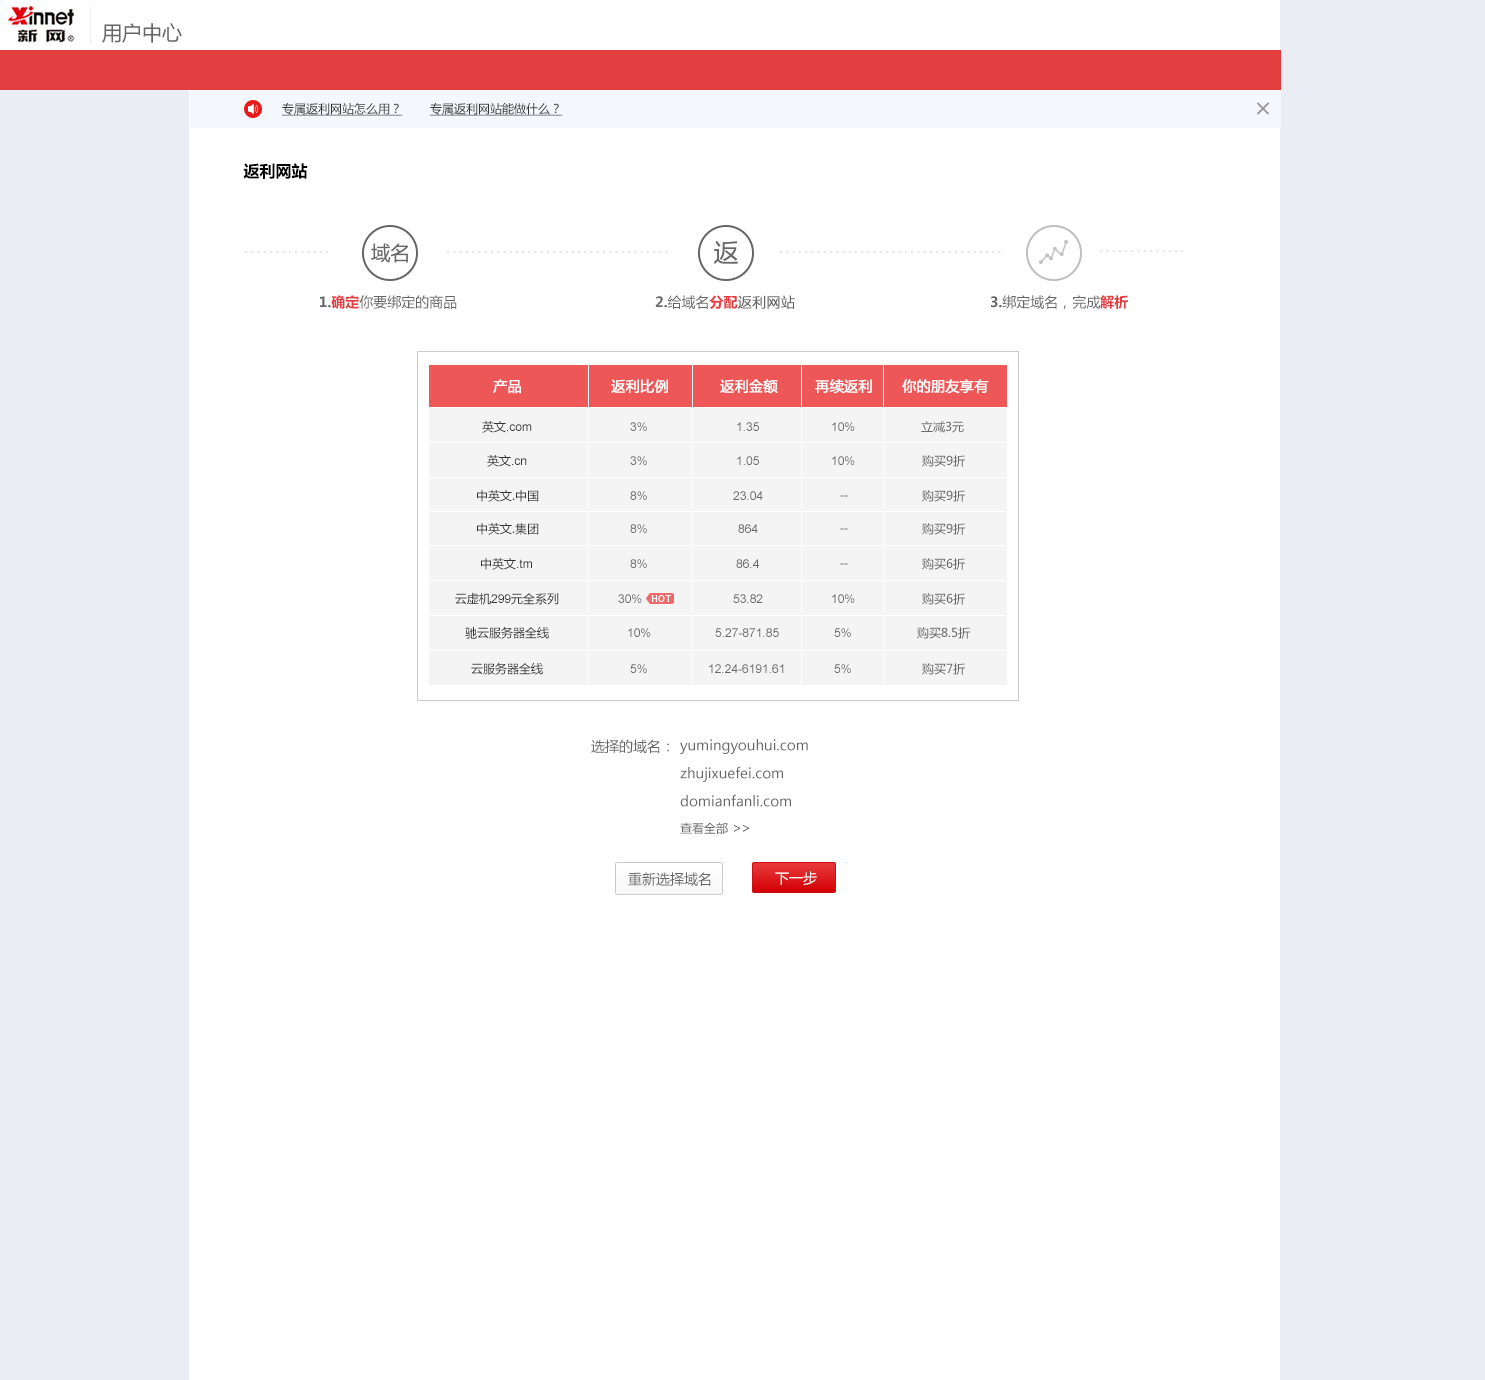 Xinnet
新网® 用户中心
专属返利网站怎么用？ 专属返利网站能做什么？
返利网站
域名 返
1.确定你要绑定的商品 2.给域名分配返利网站 3.绑定域名，完成解析
产品 返利比例 返利金额 再续返利 你的朋友享有
英文.com 3% 1.35 10% 立减3元
英文.cn 3% 1.05 10% 购买9折
中英文.中国 8% 23.04 -- 购买9折
中英文.集团 8% 864 -- 购买9折
中英文.tm 8% 86.4 -- 购买6折
云虚机299元全系列 30% HOT 53.82 10% 购买6折
驰云服务器全线 10% 5.27-871.85 5% 购买8.5折
云服务器全线 5% 12.24-6191.61 5% 购买7折
选择的域名： yumingyouhui.com
zhujixuefei.com
domianfanli.com
查看全部 >>
重新选择域名 下一步